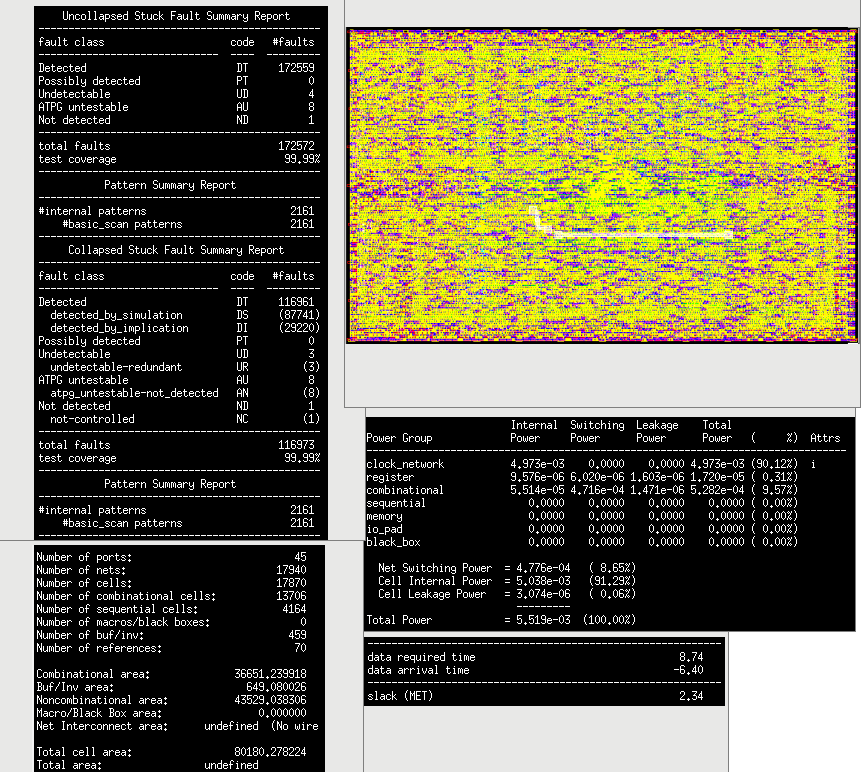 Uncollapsed Stuck Fault Summary Report
fault class code #faults
Detected DT 172559
Possibly detected PT 0
Undetectable UD 4
ATPG untestable AU 8
Not detected ND 1
total faults 172572
test coverage 99.99%
Pattern Summary Report
#internal patterns 2161
#basic_scan patterns 2161
Collapsed Stuck Fault Summary Report
fault class code #faults
Detected DT 116961
detected_by_simulation DS (87741)
detected_by_implication DI (29220)
Possibly detected PT 0
Undetectable UD 3
undetectable-redundant UR (3)
ATPG untestable AU 8
atpg_untestable-not_detected AN (8)
Not detected ND 1
not-controlled NC (1)
total faults 116973
test coverage 99.99%
Pattern Summary Report
#internal patterns 2161
#basic_scan patterns 2161
Number of ports: 45
Number of nets: 17940
Number of cells: 17870
Number of combinational cells: 13706
Number of sequential cells: 4164
Number of macros/black boxes: 0
Number of buf/inv: 459
Number of references: 70
Combinational area: 36651.239918
Buf/Inv area: 649.080026
Noncombinational area: 43529.038306
Macro/Black Box area: 0.000000
Net Interconnect area: undefined (No wire
Total cell area: 80180.278224
Total area: undefined
Internal Switching Leakage Total
Power Group Power Power Power Power ( %) Attrs
clock_network 4.973e-03 0.0000 0.0000 4.973e-03 (90.12%) i
register 9.576e-06 6.020e-06 1.603e-06 1.720e-05 ( 0.31%)
combinational 5.514e-05 4.716e-04 1.471e-06 5.282e-04 ( 9.57%)
sequential 0.0000 0.0000 0.0000 0.0000 ( 0.00%)
memory 0.0000 0.0000 0.0000 0.0000 ( 0.00%)
io_pad 0.0000 0.0000 0.0000 0.0000 ( 0.00%)
black_box 0.0000 0.0000 0.0000 0.0000 ( 0.00%)
Net Switching Power = 4.776e-04 ( 8.65%)
Cell Internal Power = 5.038e-03 (91.29%)
Cell Leakage Power = 3.074e-06 ( 0.06%)
Total Power = 5.519e-03 (100.00%)
data required time 8.74
data arrival time -6.40
slack (MET) 2.34